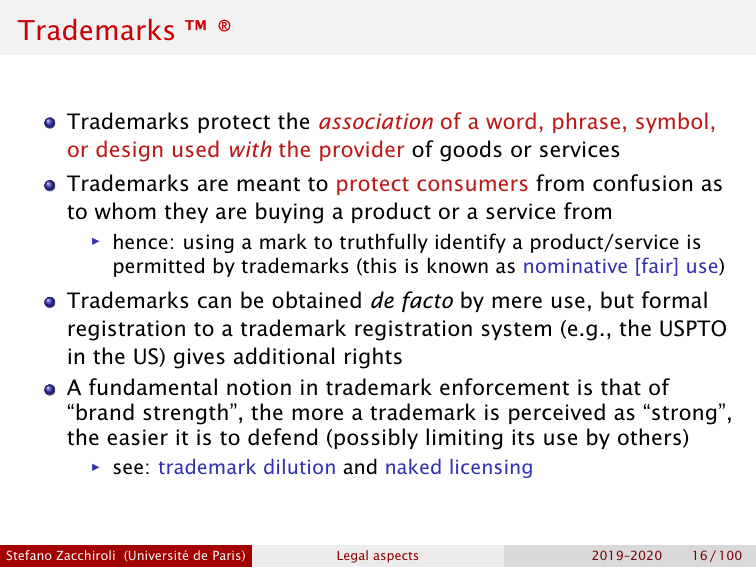 Trademarks ™ ®
Trademarks protect the association of a word, phrase, symbol,
or design used with the provider of goods or services
Trademarks are meant to protect consumers from confusion as
to whom they are buying a product or a service from
hence: using a mark to truthfully identify a product/service is
permitted by trademarks (this is known as nominative [fair] use)
Trademarks can be obtained de facto by mere use, but formal
registration to a trademark registration system (e.g., the USPTO
in the US) gives additional rights
A fundamental notion in trademark enforcement is that of
“brand strength”, the more a trademark is perceived as “strong”,
the easier it is to defend (possibly limiting its use by others)
see: trademark dilution and naked licensing
Stefano Zacchiroli (Université de Paris) Legal aspects 2019–2020 16/100